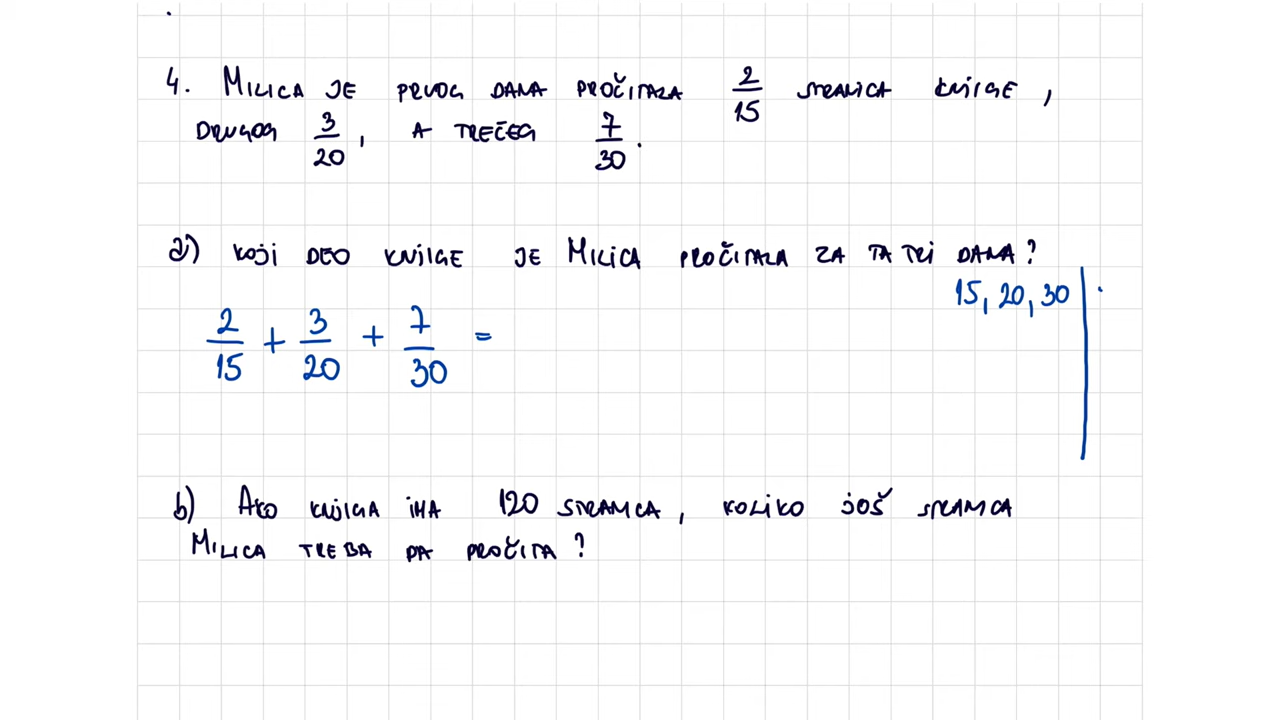 4. MILICA JE PRVOG DANA PROČITALA 2/15 STRANICA KNJIGE,
DRUGOG 3/20, A TREĆEG 7/30.
a) KOJI DEO KNJIGE JE MILICA PROČITALA ZA TA TRI DANA?
15, 20, 30
2/15 + 3/20 + 7/30 =
b) AKO KNJIGA IMA 120 STRANICA, KOLIKO JOŠ STRANICA
MILICA TREBA DA PROČITA?